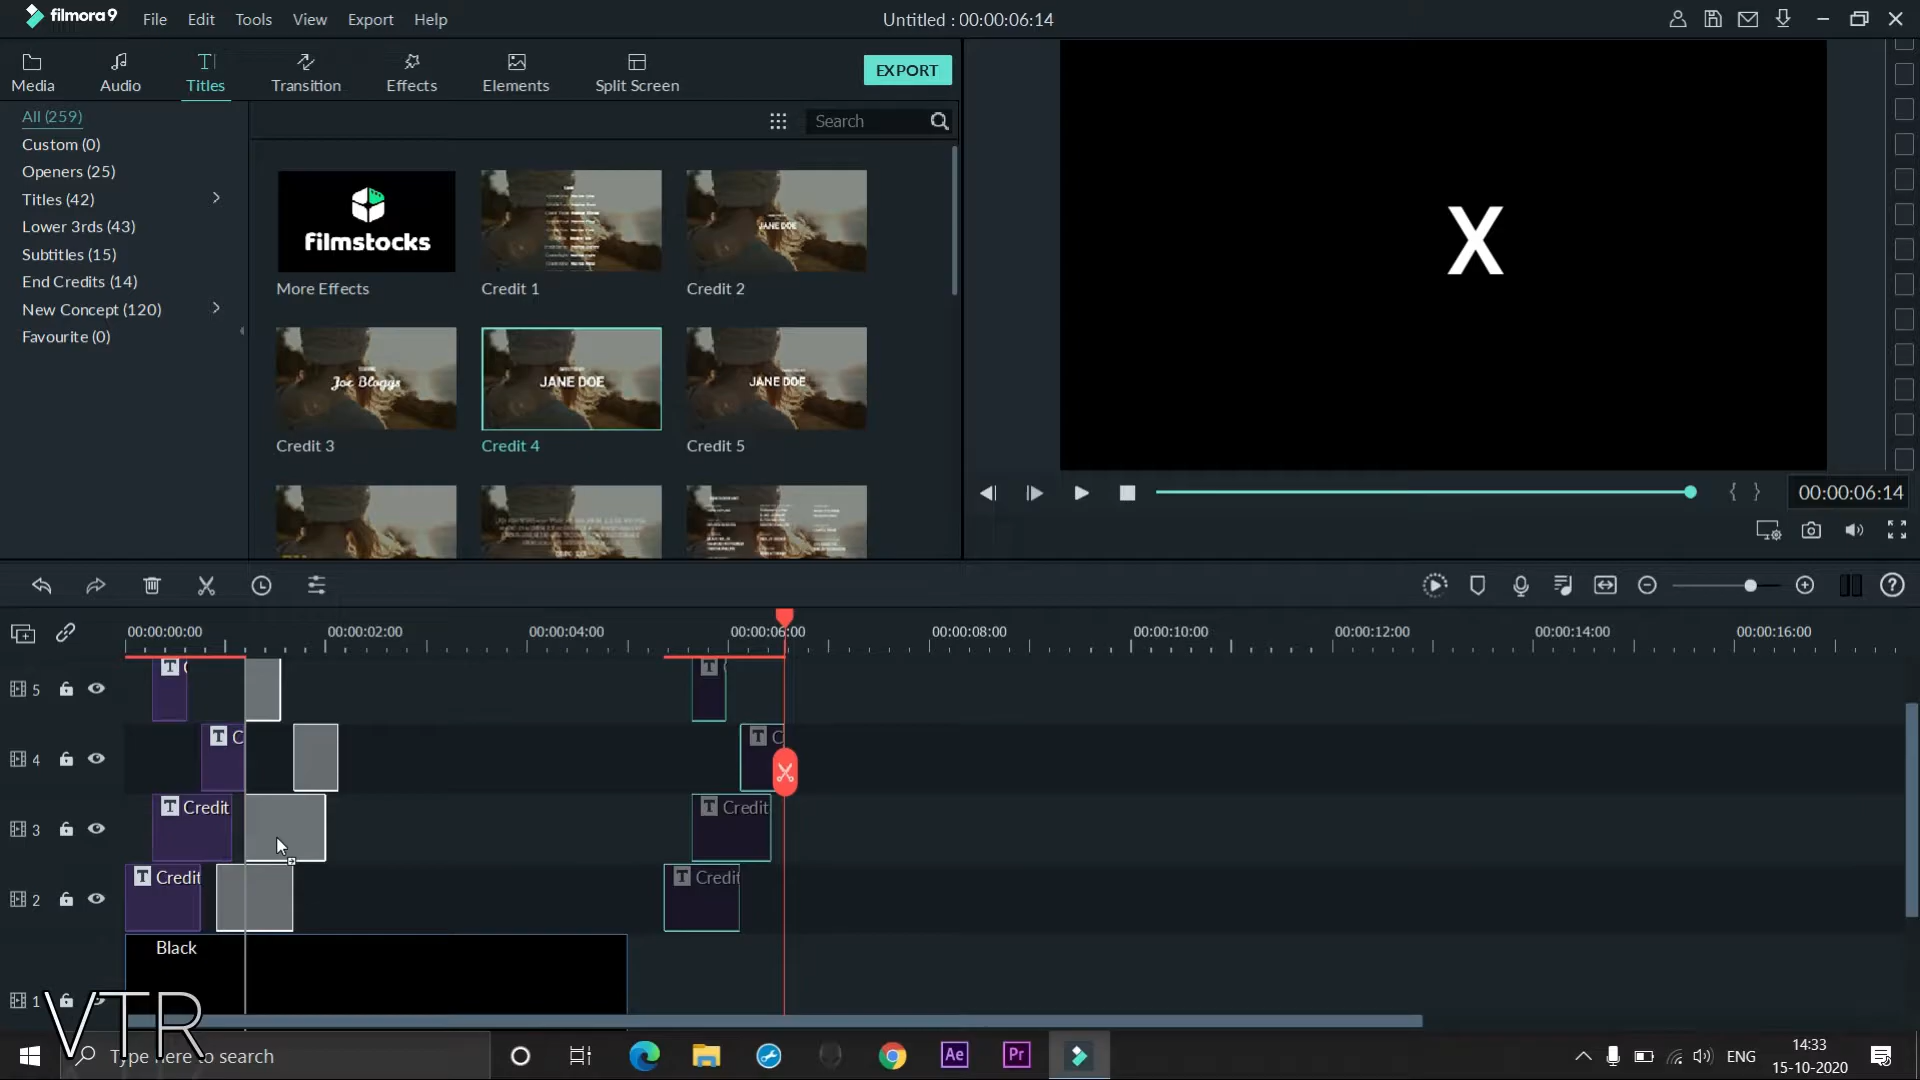 filmora9
File Edit Tools View Export Help
Untitled : 00:00:06:14
Media Audio Titles Transition Effects Elements Split Screen
EXPORT
All (259)
Custom (0)
Openers (25)
Titles (42)
Lower 3rds (43)
Subtitles (15)
End Credits (14)
New Concept (120)
Favourite (0)
Search
filmstocks
More Effects
Credit 1
JANE DOE
Credit 2
Joe Bloggs
Credit 3
JANE DOE
Credit 4
JANE DOE
Credit 5
X
00:00:06:14
00:00:00:00 00:00:02:00 00:00:04:00 00:00:06:00 00:00:08:00 00:00:10:00 00:00:12:00 00:00:14:00 00:00:16:00
5 T T
4 T C T C
3 T Credit T Credit
2 T Credit T Credit
Black
1
VTR
Type here to search
Ae
Pr
ENG
14:33
15-10-2020